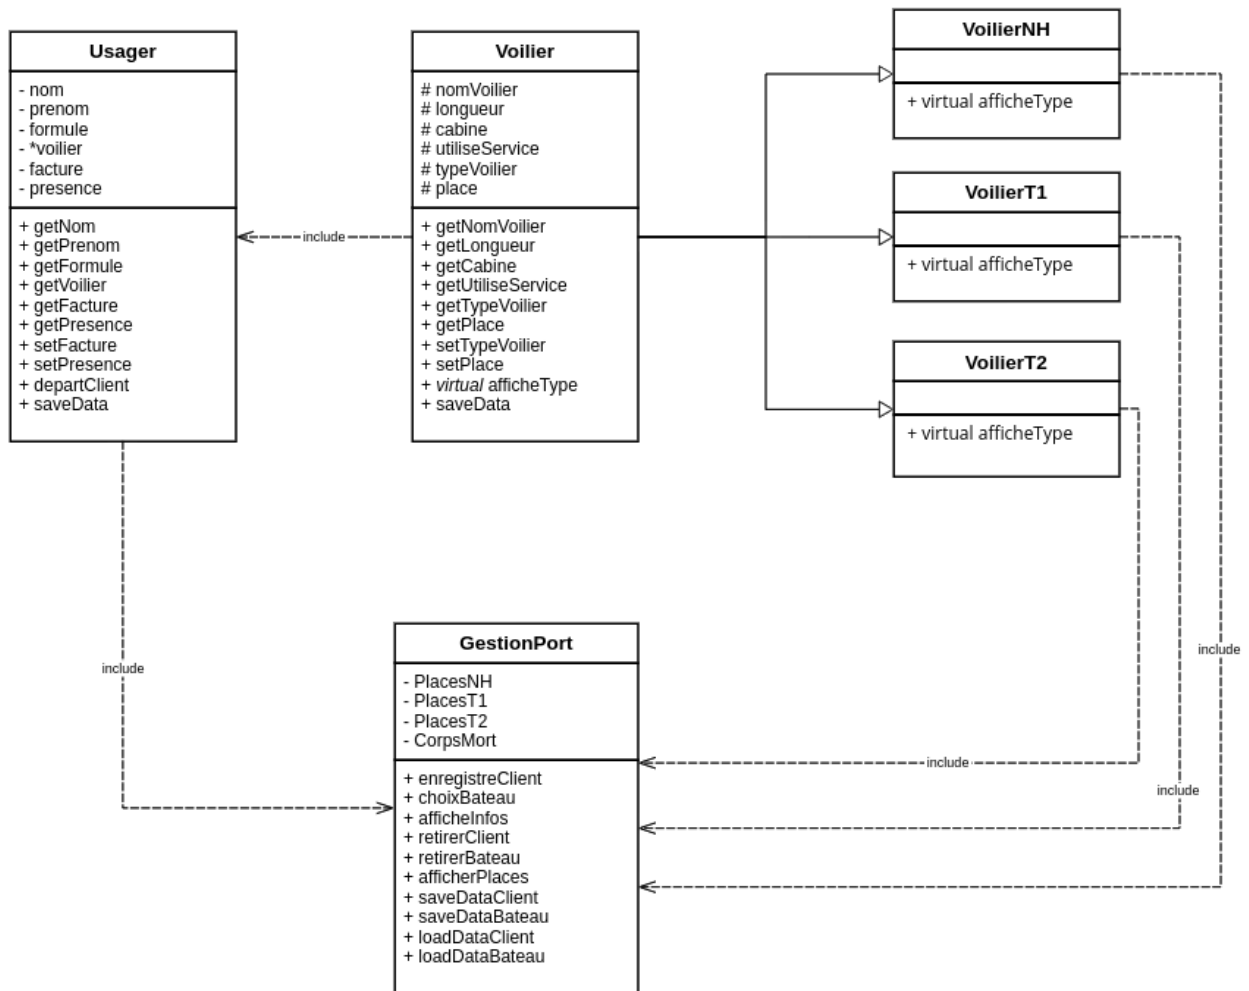 Usager
- nom
- prenom
- formule
- *voilier
- facture
- presence
+ getNom
+ getPrenom
+ getFormule
+ getVoilier
+ getFacture
+ getPresence
+ setFacture
+ setPresence
+ departClient
+ saveData
include
Voilier
# nomVoilier
# longueur
# cabine
# utiliseService
# typeVoilier
# place
+ getNomVoilier
+ getLongueur
+ getCabine
+ getUtiliseService
+ getTypeVoilier
+ getPlace
+ setTypeVoilier
+ setPlace
+ virtual afficheType
+ saveData
VoilierNH
+ virtual afficheType
VoilierT1
+ virtual afficheType
VoilierT2
+ virtual afficheType
include
include
GestionPort
- PlacesNH
- PlacesT1
- PlacesT2
- CorpsMort
+ enregistreClient
+ choixBateau
+ afficheInfos
+ retirerClient
+ retirerBateau
+ afficherPlaces
+ saveDataClient
+ saveDataBateau
+ loadDataClient
+ loadDataBateau
include
include